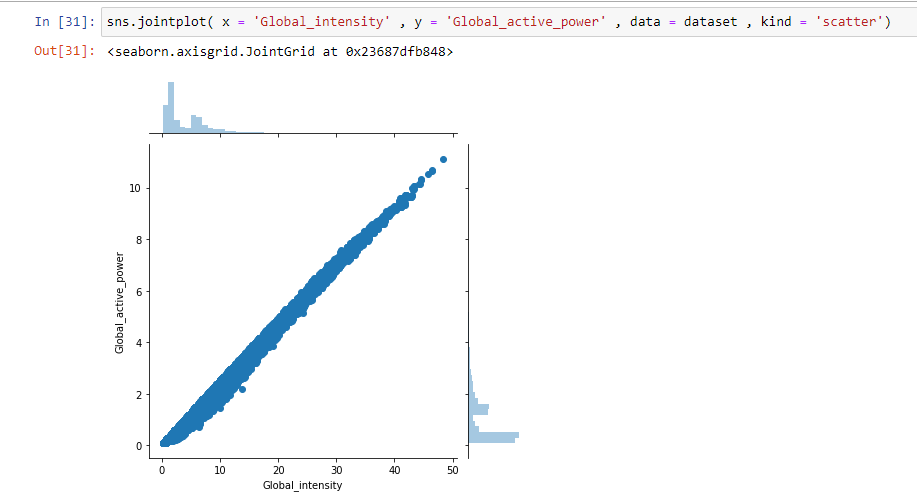 In [31]: sns.jointplot( x = 'Global_intensity' , y = 'Global_active_power' , data = dataset , kind = 'scatter')
Out[31]: <seaborn.axisgrid.JointGrid at 0x23687dfb848>
10
8
6
4
2
0
Global_active_power
0 10 20 30 40 50
Global_intensity